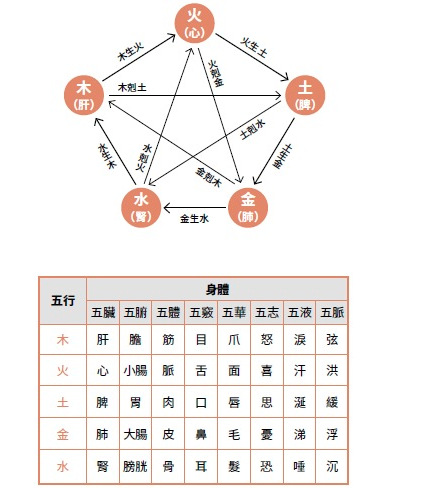 火
(心)
木生火
火生土
火剋金
木
(肝)
木剋土
土
(脾)
土剋水
水生木
水剋火
金剋木
土生金
水
(腎)
金
(肺)
金生水
五行 身體
五臟 五腑 五體 五竅 五華 五志 五液 五脈
木 肝 膽 筋 目 爪 怒 淚 弦
火 心 小腸 脈 舌 面 喜 汗 洪
土 脾 胃 肉 口 唇 思 涎 緩
金 肺 大腸 皮 鼻 毛 憂 涕 浮
水 腎 膀胱 骨 耳 髮 恐 唾 沉